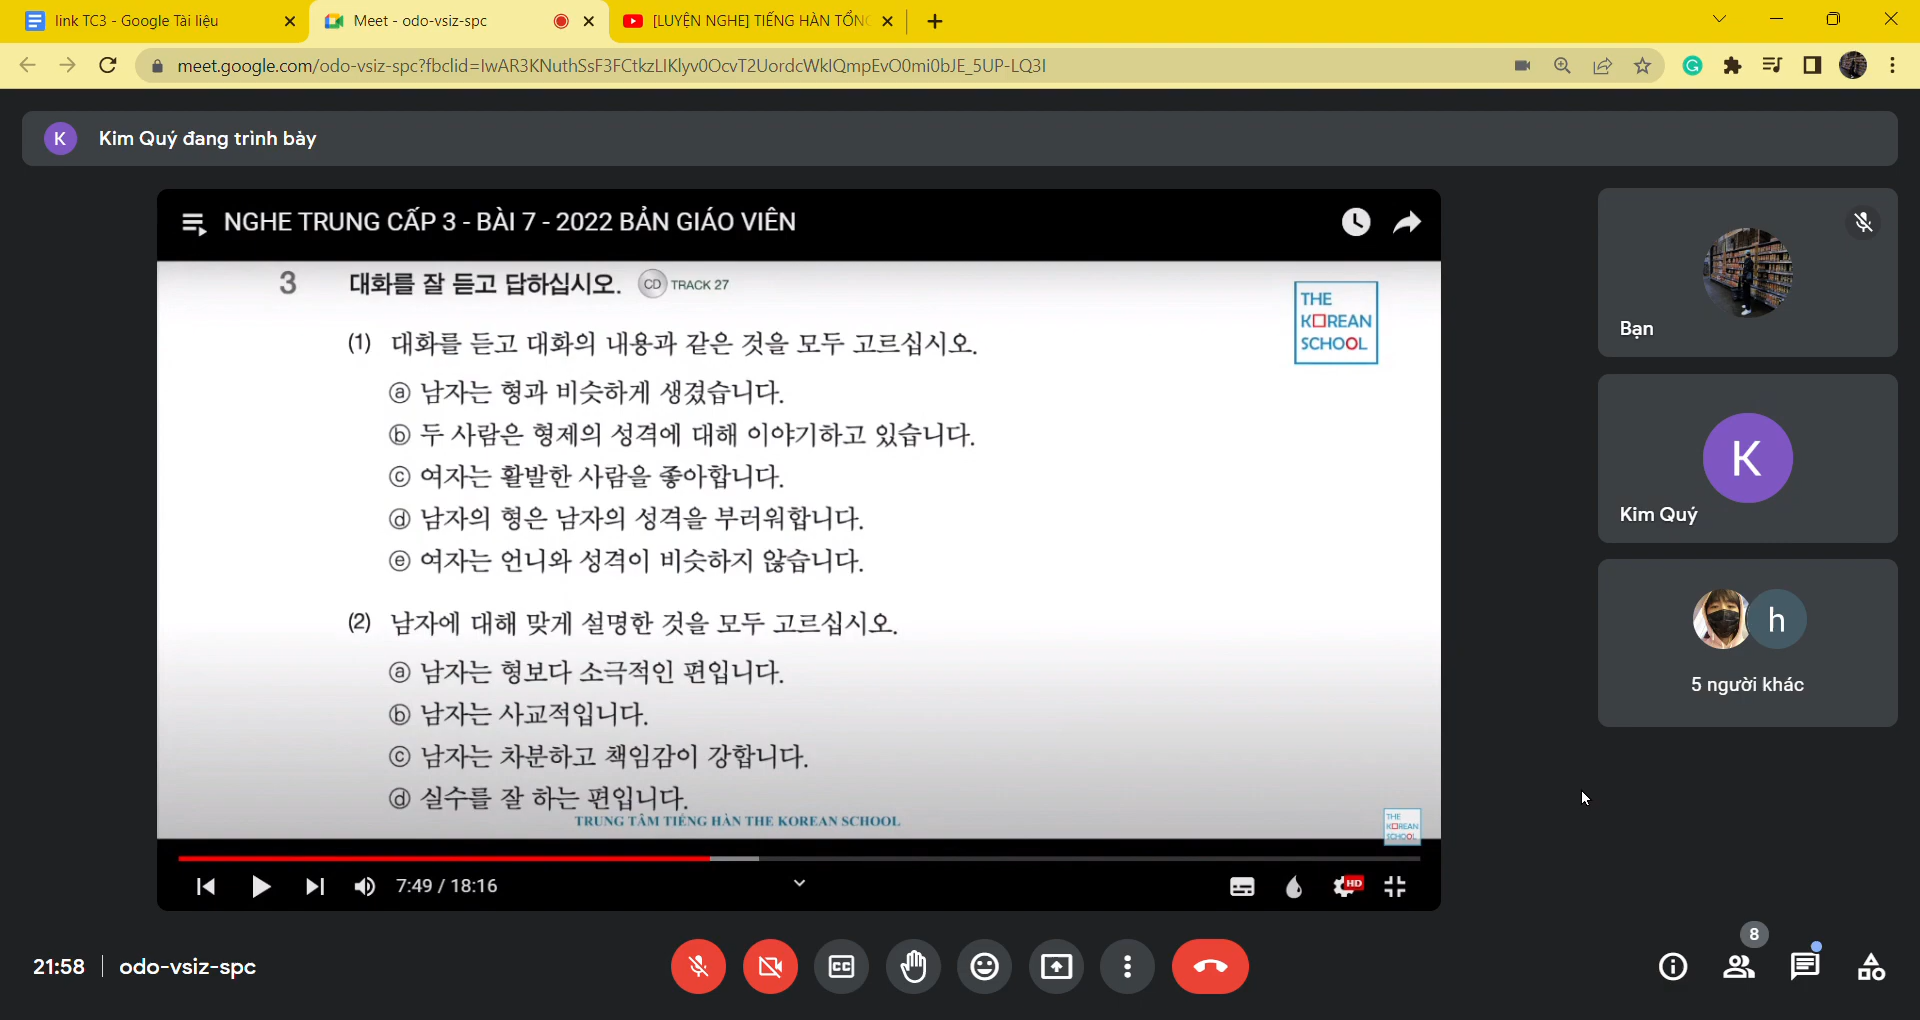 link TC3 - Google Tài liệu
Meet - odo-vsiz-spc
[LUYỆN NGHE] TIẾNG HÀN TỔNG
meet.google.com/odo-vsiz-spc?fbclid=IwAR3KNuthSsF3FCtkzLIKlyv0OcvT2UordcWkIQmpEvO0mi0bJE_5UP-LQ3I
K
Kim Quý đang trình bày
NGHE TRUNG CẤP 3 - BÀI 7 - 2022 BẢN GIÁO VIÊN
3 대화를 잘 듣고 답하십시오. CD TRACK 27
THE
KOREAN
SCHOOL
(1) 대화를 듣고 대화의 내용과 같은 것을 모두 고르십시오.
ⓐ 남자는 형과 비슷하게 생겼습니다.
ⓑ 두 사람은 형제의 성격에 대해 이야기하고 있습니다.
ⓒ 여자는 활발한 사람을 좋아합니다.
ⓓ 남자의 형은 남자의 성격을 부러워합니다.
ⓔ 여자는 언니와 성격이 비슷하지 않습니다.
(2) 남자에 대해 맞게 설명한 것을 모두 고르십시오.
ⓐ 남자는 형보다 소극적인 편입니다.
ⓑ 남자는 사교적입니다.
ⓒ 남자는 차분하고 책임감이 강합니다.
ⓓ 실수를 잘 하는 편입니다.
TRUNG TÂM TIẾNG HÀN THE KOREAN SCHOOL
THE
KOREAN
SCHOOL
7:49 / 18:16
HD
Bạn
K
Kim Quý
h
5 người khác
21:58
odo-vsiz-spc
CC
8